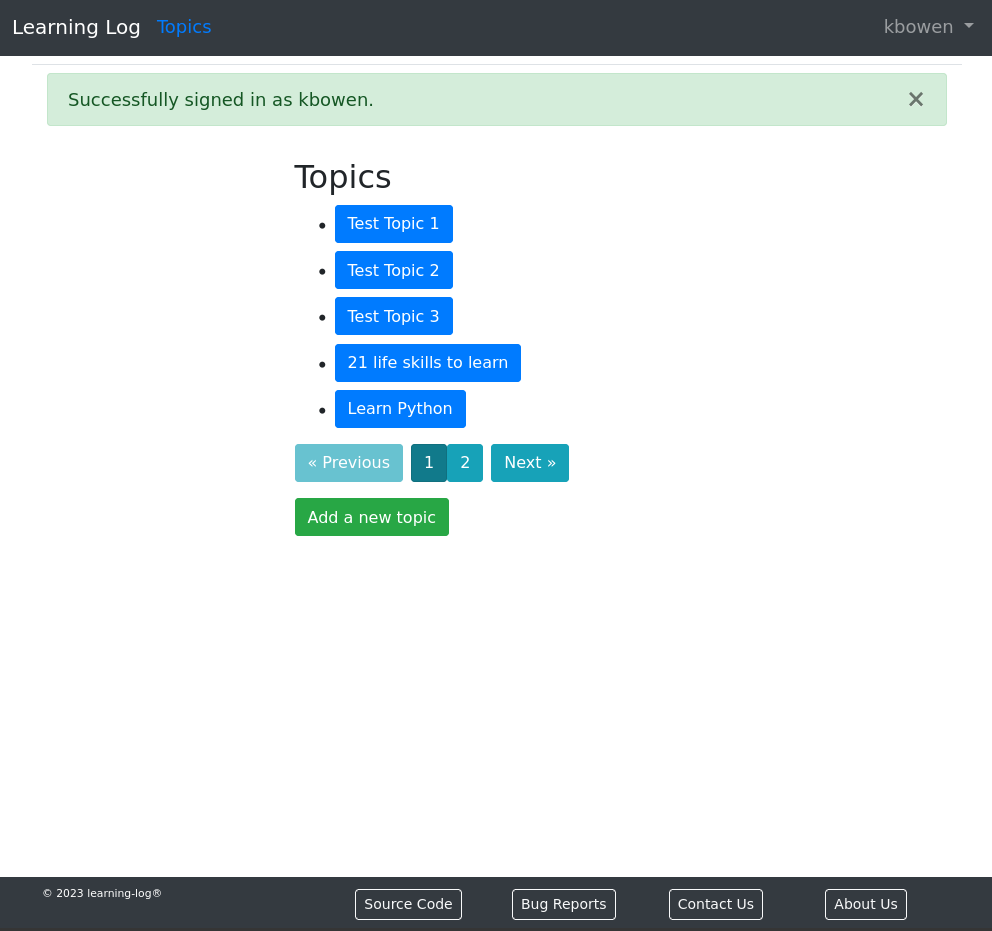 Learning Log Topics kbowen
Successfully signed in as kbowen. ×
Topics
• Test Topic 1
• Test Topic 2
• Test Topic 3
• 21 life skills to learn
• Learn Python
« Previous 1 2 Next »
Add a new topic
© 2023 learning-log® Source Code Bug Reports Contact Us About Us